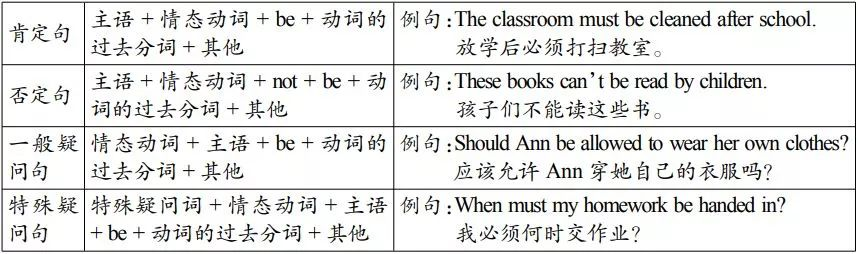 肯定句 主语 + 情态动词 + be + 动词的 例句:The classroom must be cleaned after school.
过去分词 + 其他 放学后必须打扫教室。
否定句 主语 + 情态动词 + not + be + 动 例句:These books can't be read by children.
词的过去分词 + 其他 孩子们不能读这些书。
一般疑 情态动词 + 主语 + be + 动词的 例句:Should Ann be allowed to wear her own clothes?
问句 过去分词 + 其他 应该允许 Ann 穿她自己的衣服吗?
特殊疑 特殊疑问词 + 情态动词 + 主语 例句:When must my homework be handed in?
问句 + be + 动词的过去分词 + 其他 我必须何时交作业?